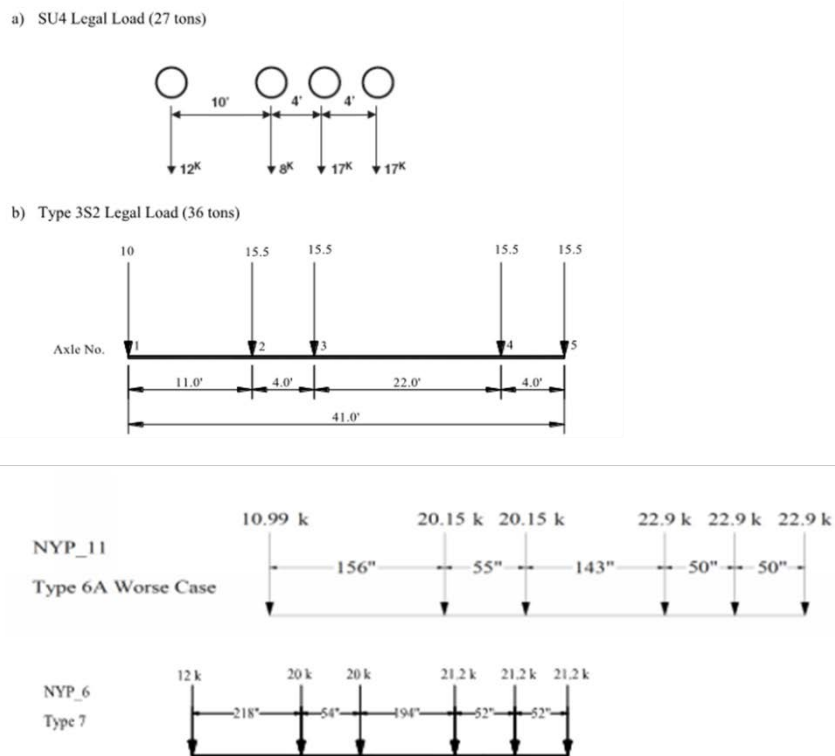 a) SU4 Legal Load (27 tons)
10' 4' 4'
12K 8K 17K 17K
b) Type 3S2 Legal Load (36 tons)
10 15.5 15.5 15.5 15.5
Axle No. 1 2 3 4 5
11.0' 4.0' 22.0' 4.0'
41.0'
10.99 k 20.15 k 20.15 k 22.9 k 22.9 k 22.9 k
NYP_11
156" 55" 143" 50" 50"
Type 6A Worse Case
12 k 20 k 20 k 21.2 k 21.2 k 21.2 k
NYP_6
218" 54" 194" 52" 52"
Type 7